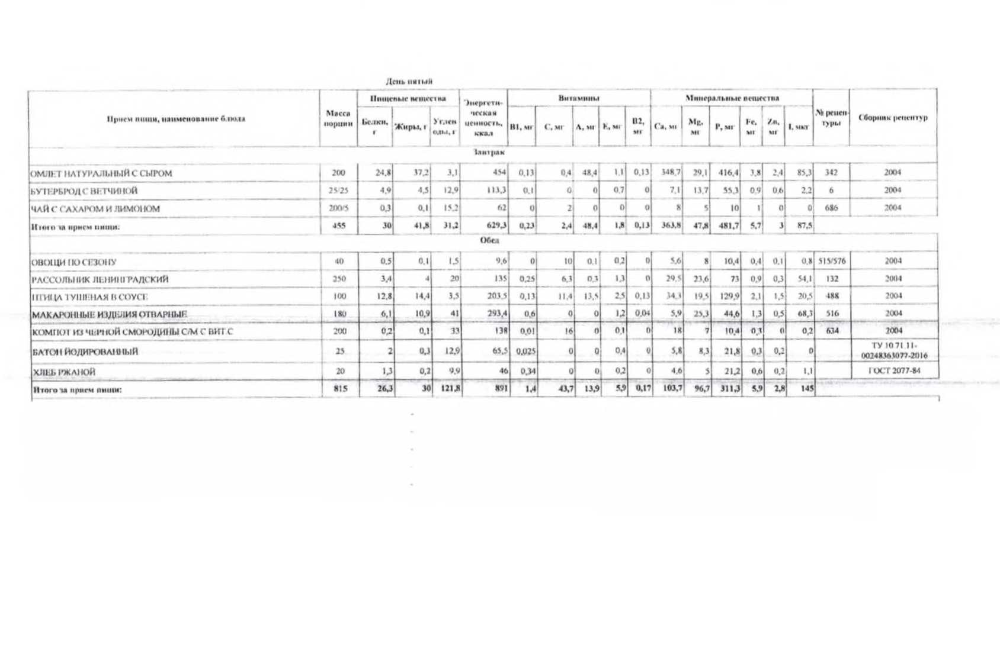 День пятый
Прием пищи, наименование блюда | Масса порции | Пищевые вещества | Энергети-ческая ценность, ккал | Витамины | Минеральные вещества | № рецеп-туры | Сборник рецептур
Белки, г | Жиры, г | Углев оды, г | В1, мг | С, мг | А, мг | Е, мг | В2, мг | Са, мг | Mg, мг | Р, мг | Fe, мг | Zn, мг | I, мкг
Завтрак
ОМЛЕТ НАТУРАЛЬНЫЙ С СЫРОМ 200 24,8 37,2 3,1 454 0,13 0,4 48,4 1,1 0,13 348,7 29,1 416,4 3,8 2,4 85,3 342 2004
БУТЕРБРОД С ВЕТЧИНОЙ 25/25 4,9 4,5 12,9 113,3 0,1 0 0 0,7 0 7,1 13,7 55,3 0,9 0,6 2,2 6 2004
ЧАЙ С САХАРОМ И ЛИМОНОМ 200/5 0,3 0,1 15,2 62 0 2 0 0 0 8 5 10 1 0 0 686 2004
Итого за прием пищи: 455 30 41,8 31,2 629,3 0,23 2,4 48,4 1,8 0,13 363,8 47,8 481,7 5,7 3 87,5
Обед
ОВОЩИ ПО СЕЗОНУ 40 0,5 0,1 1,5 9,6 0 10 0,1 0,2 0 5,6 8 10,4 0,4 0,1 0,8 515/576 2004
РАССОЛЬНИК ЛЕНИНГРАДСКИЙ 250 3,4 4 20 135 0,25 6,3 0,3 1,3 0 29,5 23,6 73 0,9 0,3 54,1 132 2004
ПТИЦА ТУШЕНАЯ В СОУСЕ 100 12,8 14,4 3,5 203,5 0,13 11,4 13,5 2,5 0,13 34,3 19,5 129,9 2,1 1,5 20,5 488 2004
МАКАРОННЫЕ ИЗДЕЛИЯ ОТВАРНЫЕ 180 6,1 10,9 41 293,4 0,6 0 0 1,2 0,04 5,9 25,3 44,6 1,3 0,5 68,3 516 2004
КОМПОТ ИЗ ЧЕРНОЙ СМОРОДИНЫ С/М С ВИТ.С 200 0,2 0,1 33 138 0,01 16 0 0,1 0 18 7 10,4 0,3 0 0,2 634 2004
БАТОН ЙОДИРОВАННЫЙ 25 2 0,3 12,9 65,5 0,025 0 0 0,4 0 5,8 8,3 21,8 0,3 0,2 0 ТУ 10.71.11-00248363077-2016
ХЛЕБ РЖАНОЙ 20 1,3 0,2 9,9 46 0,34 0 0 0,2 0 4,6 5 21,2 0,6 0,2 1,1 ГОСТ 2077-84
Итого за прием пищи: 815 26,3 30 121,8 891 1,4 43,7 13,9 5,9 0,17 103,7 96,7 311,3 5,9 2,8 145